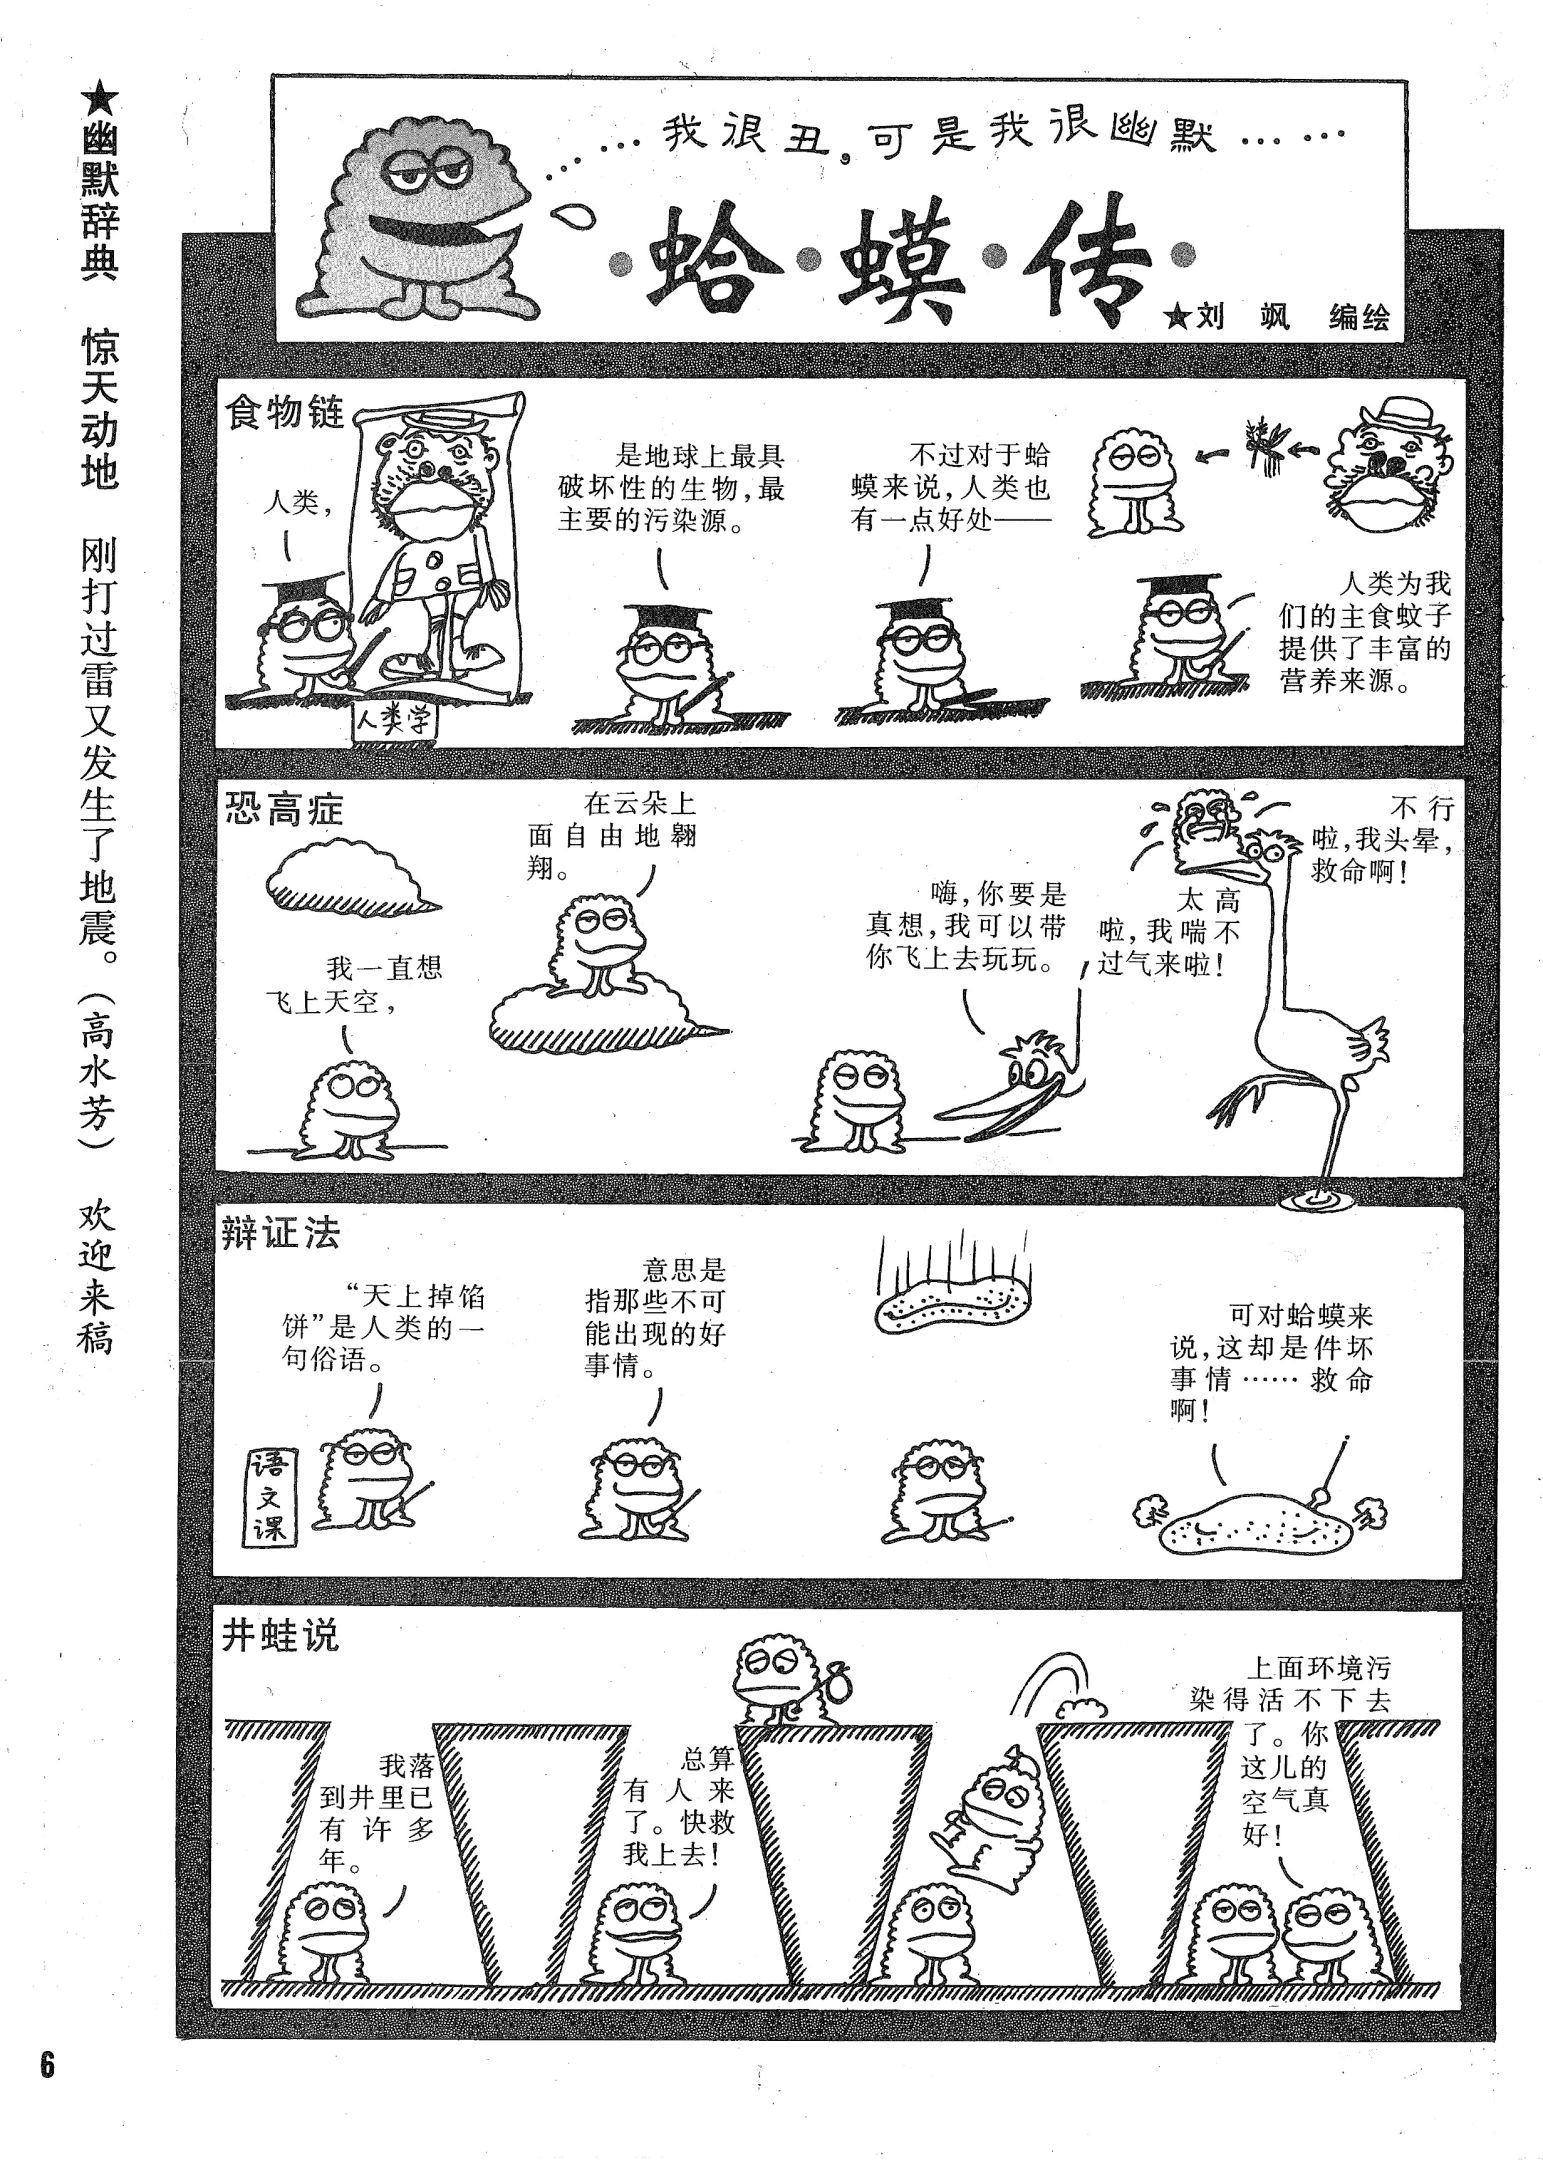 ★幽默辞典 惊天动地 刚打过雷又发生了地震。（高水芳） 欢迎来稿
…我很丑，可是我很幽默……
·蛤·蟆·传·
★刘 飒 编绘
食物链
人类，
人类学
是地球上最具
破坏性的生物，最
主要的污染源。
不过对于蛤
蟆来说，人类也
有一点好处——
人类为我
们的主食蚊子
提供了丰富的
营养来源。
恐高症
我一直想
飞上天空，
在云朵上
面自由地翱
翔。
嗨，你要是
真想，我可以带
你飞上去玩玩。
太高
啦，我喘不
过气来啦！
不行
啦，我头晕，
救命啊！
辩证法
“天上掉馅
饼”是人类的一
句俗语。
语
文
课
意思是
指那些不可
能出现的好
事情。
可对蛤蟆来
说，这却是件坏
事情……救命
啊！
井蛙说
我落
到井里已
有许多
年。
总算
有人来
了。快救
我上去！
上面环境污
染得活不下去
了。你
这儿的
空气真
好！
6